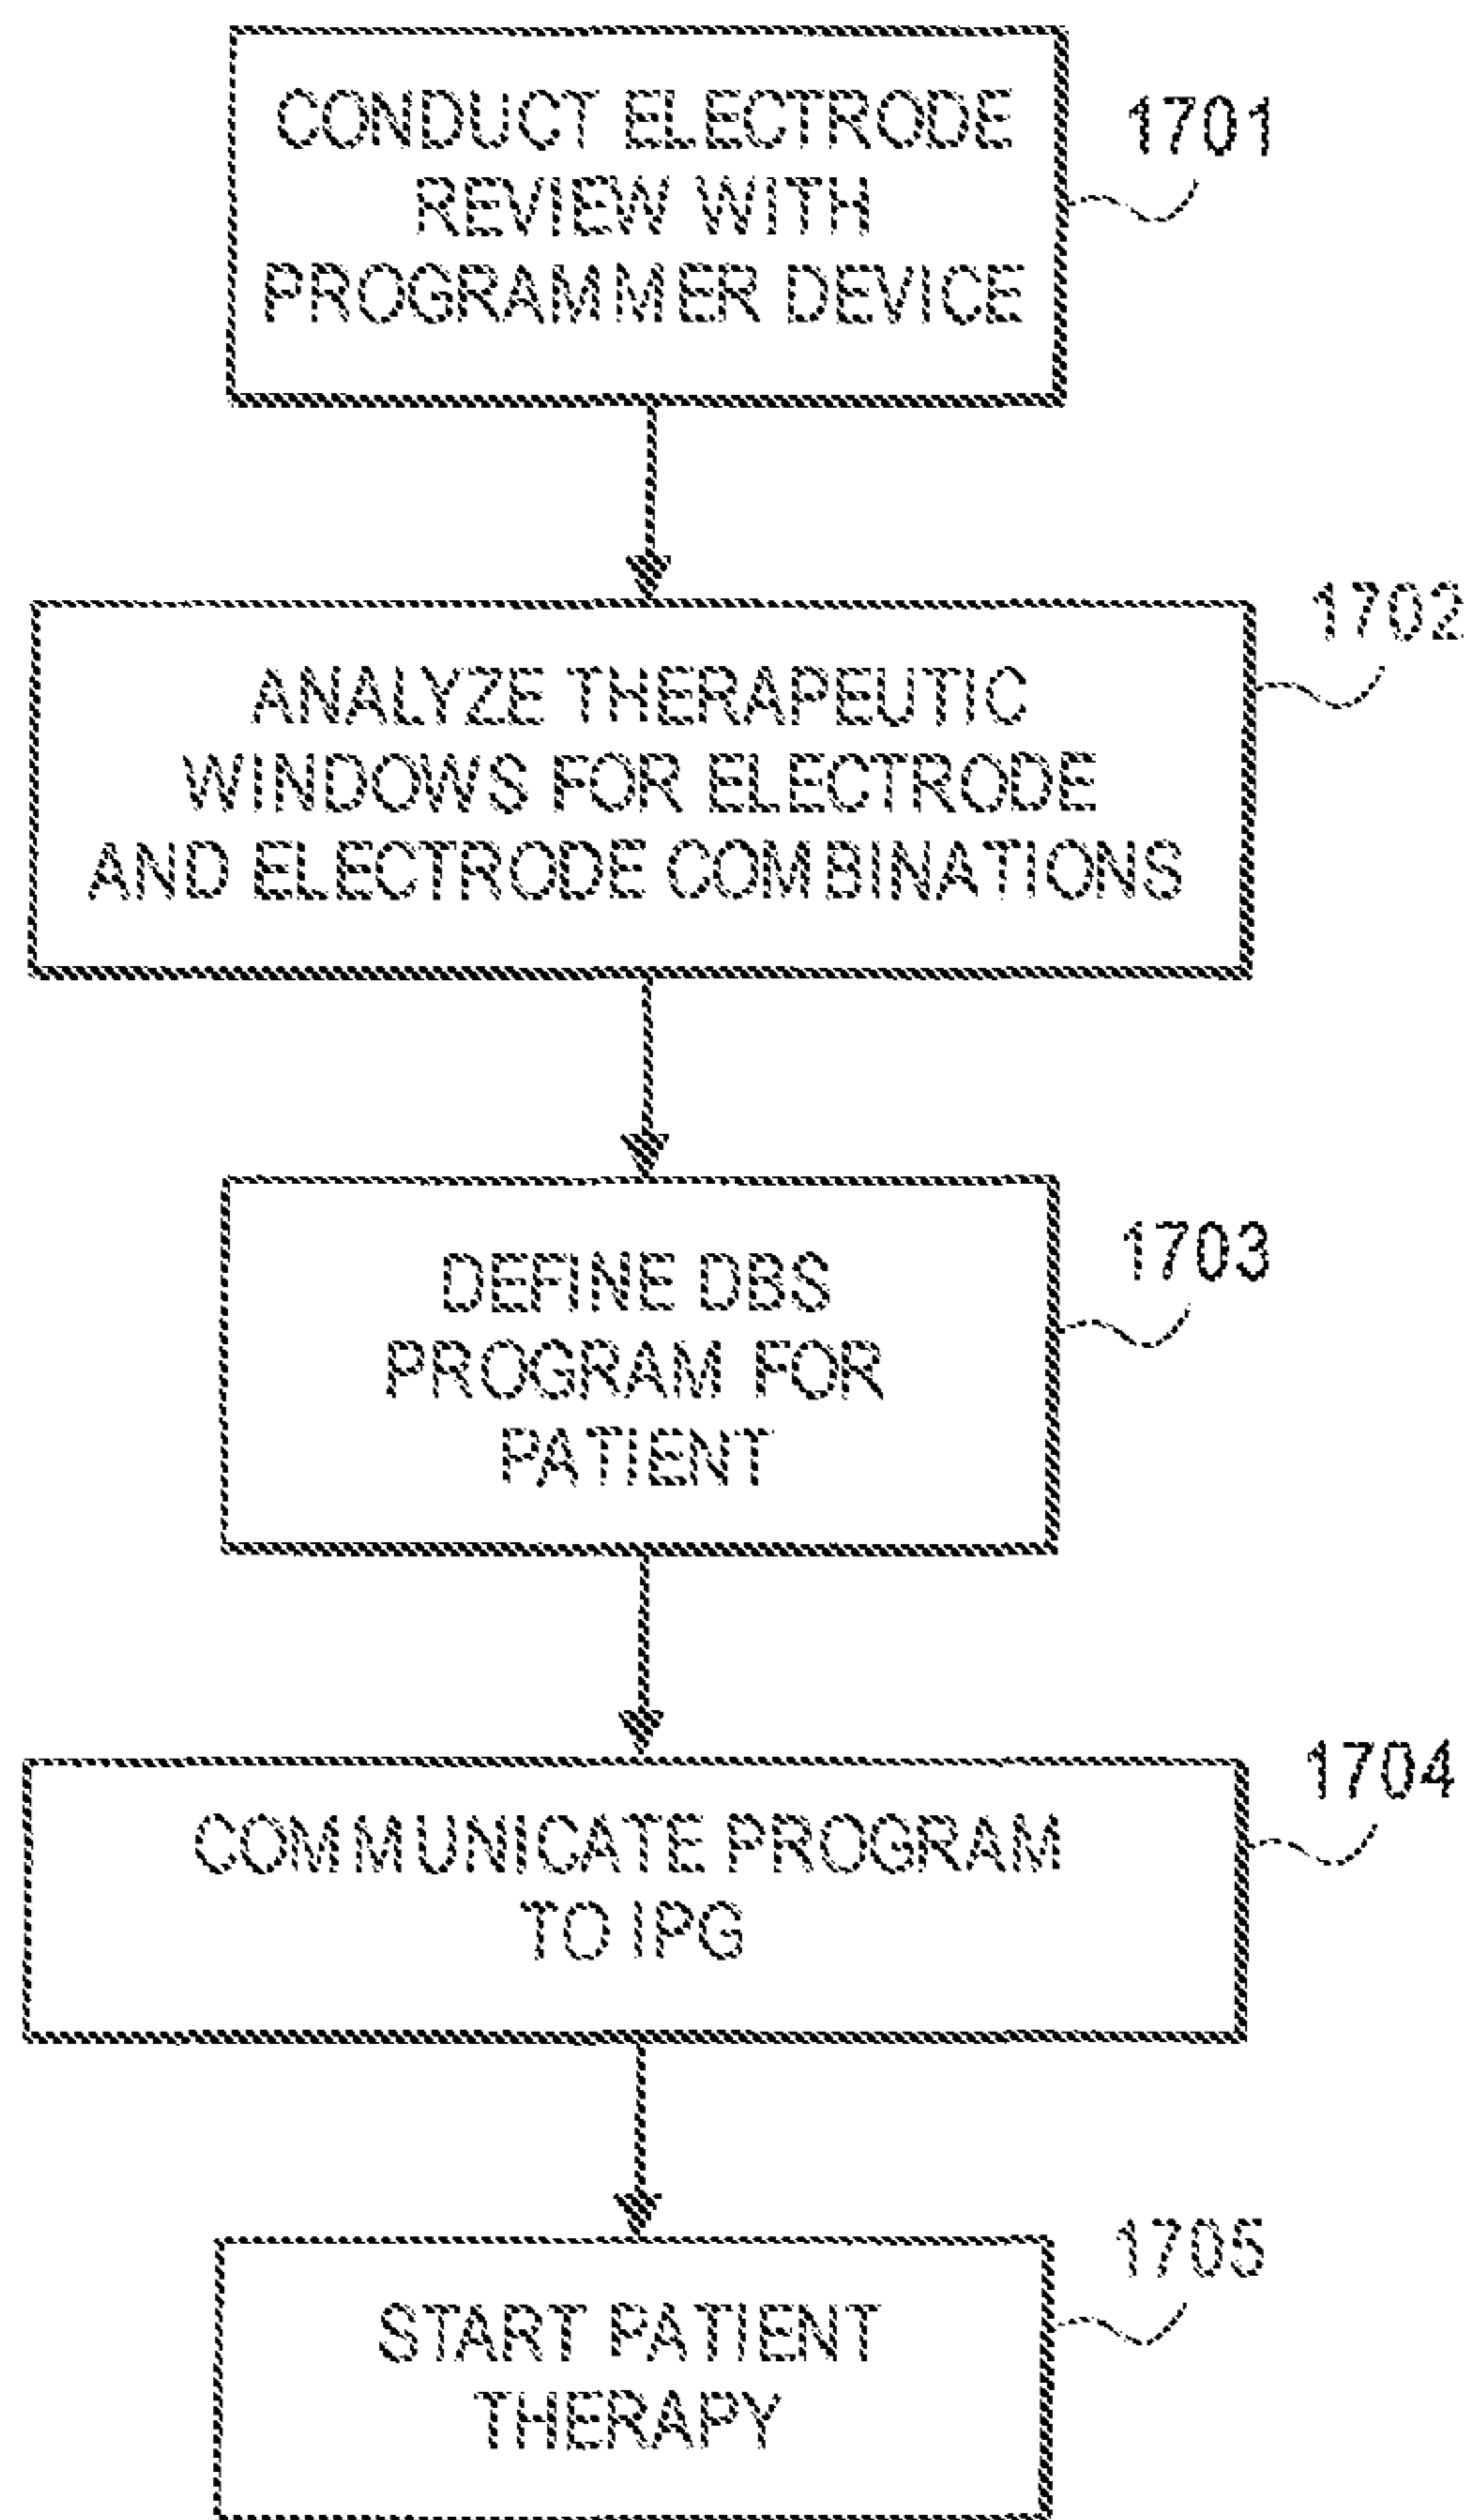 CONDUCT ELECTRODE
REVIEW WITH
PROGRAMMER DEVICE
1701
ANALYZE THERAPEUTIC
WINDOWS FOR ELECTRODE
AND ELECTRODE COMBINATIONS
1702
DEFINE DBS
PROGRAM FOR
PATIENT
1703
COMMUNICATE PROGRAM
TO IPG
1704
START PATIENT
THERAPY
1705